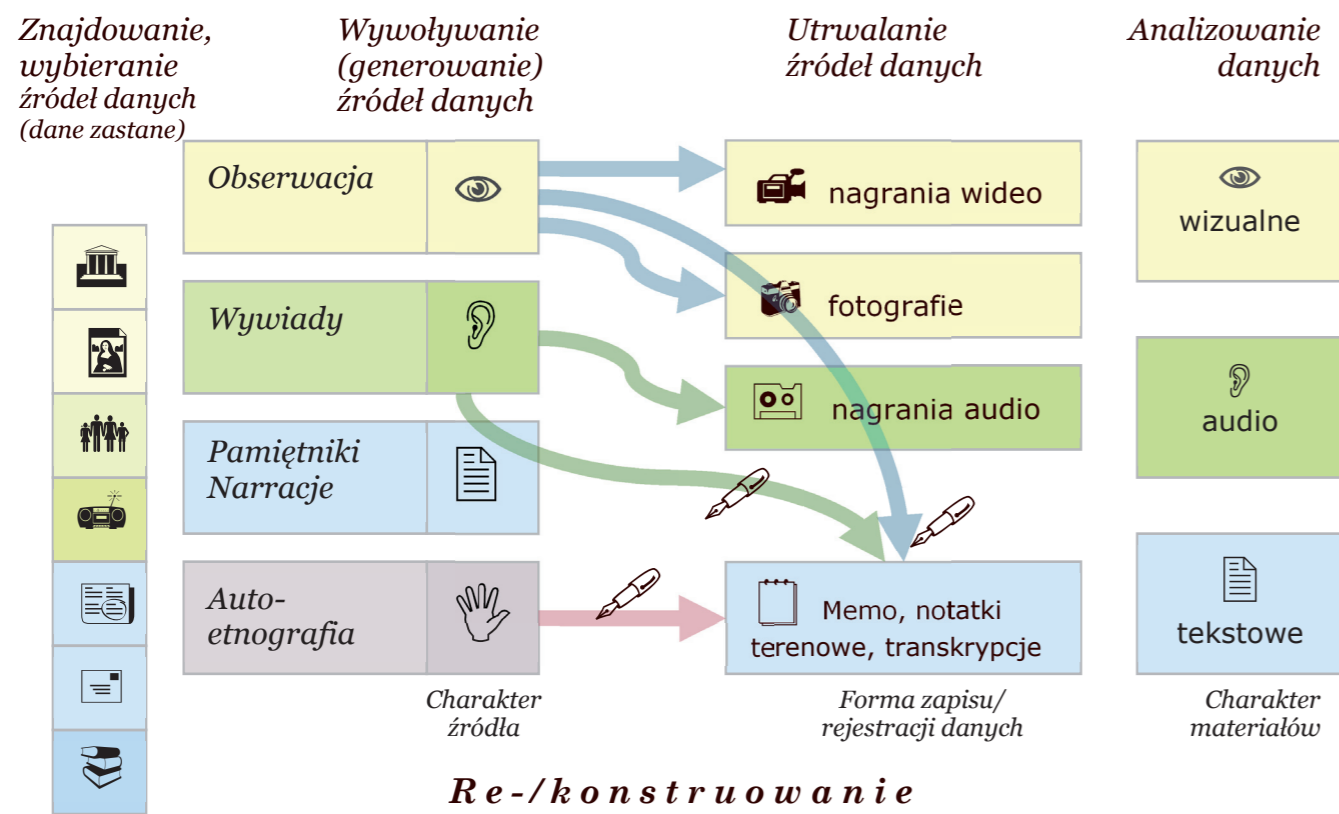 Znajdowanie,
wybieranie
źródeł danych
(dane zastane)
Wywoływanie
(generowanie)
źródeł danych
Utrwalanie
źródeł danych
Analizowanie
danych
Obserwacja
Wywiady
Pamiętniki
Narracje
Auto-
etnografia
Charakter
źródła
nagrania wideo
fotografie
nagrania audio
Memo, notatki
terenowe, transkrypcje
Forma zapisu/
rejestracji danych
wizualne
audio
tekstowe
Charakter
materiałów
Re-/konstruowanie